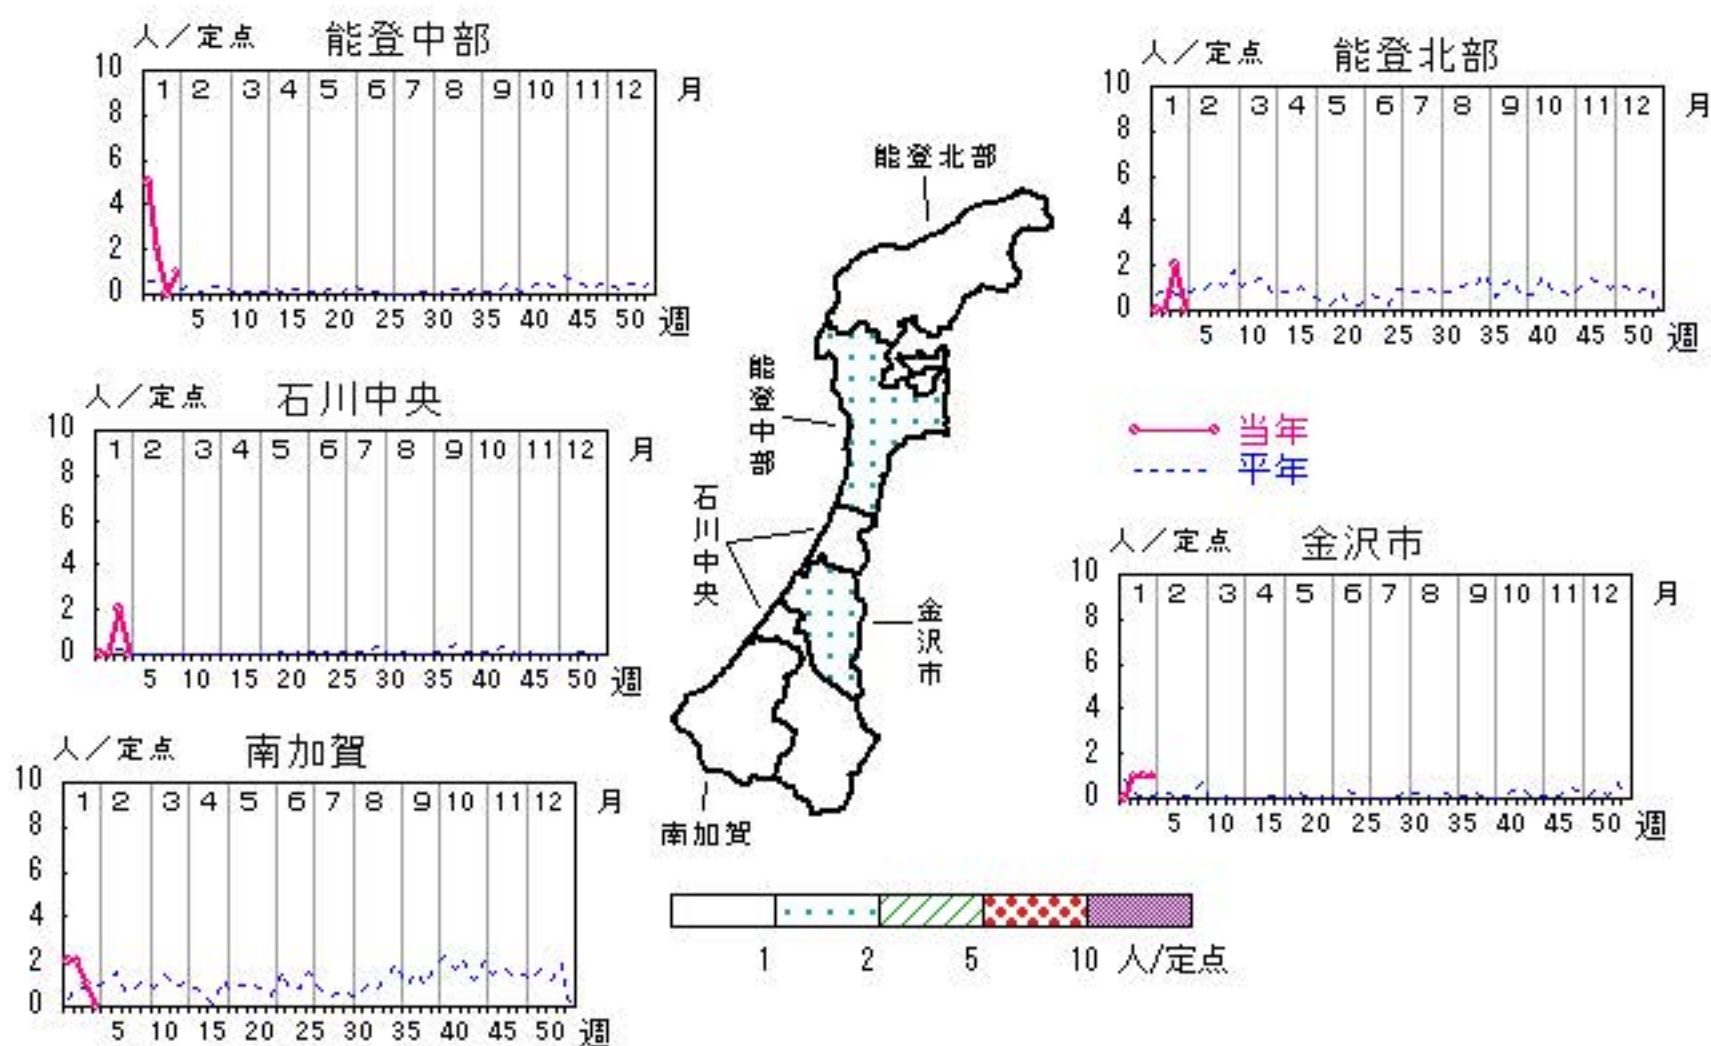 人／定点 能登中部
10 8 6 4 2 0
1 2 3 4 5 6 7 8 9 10 11 12 月
5 10 15 20 25 30 35 40 45 50 週
人／定点 能登北部
10 8 6 4 2 0
1 2 3 4 5 6 7 8 9 10 11 12 月
5 10 15 20 25 30 35 40 45 50 週
能登北部
能登中部
石川中央
金沢市
南加賀
人／定点 石川中央
10 8 6 4 2 0
1 2 3 4 5 6 7 8 9 10 11 12 月
5 10 15 20 25 30 35 40 45 50 週
当年
平年
人／定点 金沢市
10 8 6 4 2 0
1 2 3 4 5 6 7 8 9 10 11 12 月
5 10 15 20 25 30 35 40 45 50 週
人／定点 南加賀
10 8 6 4 2 0
1 2 3 4 5 6 7 8 9 10 11 12 月
5 10 15 20 25 30 35 40 45 50 週
1 2 5 10 人/定点